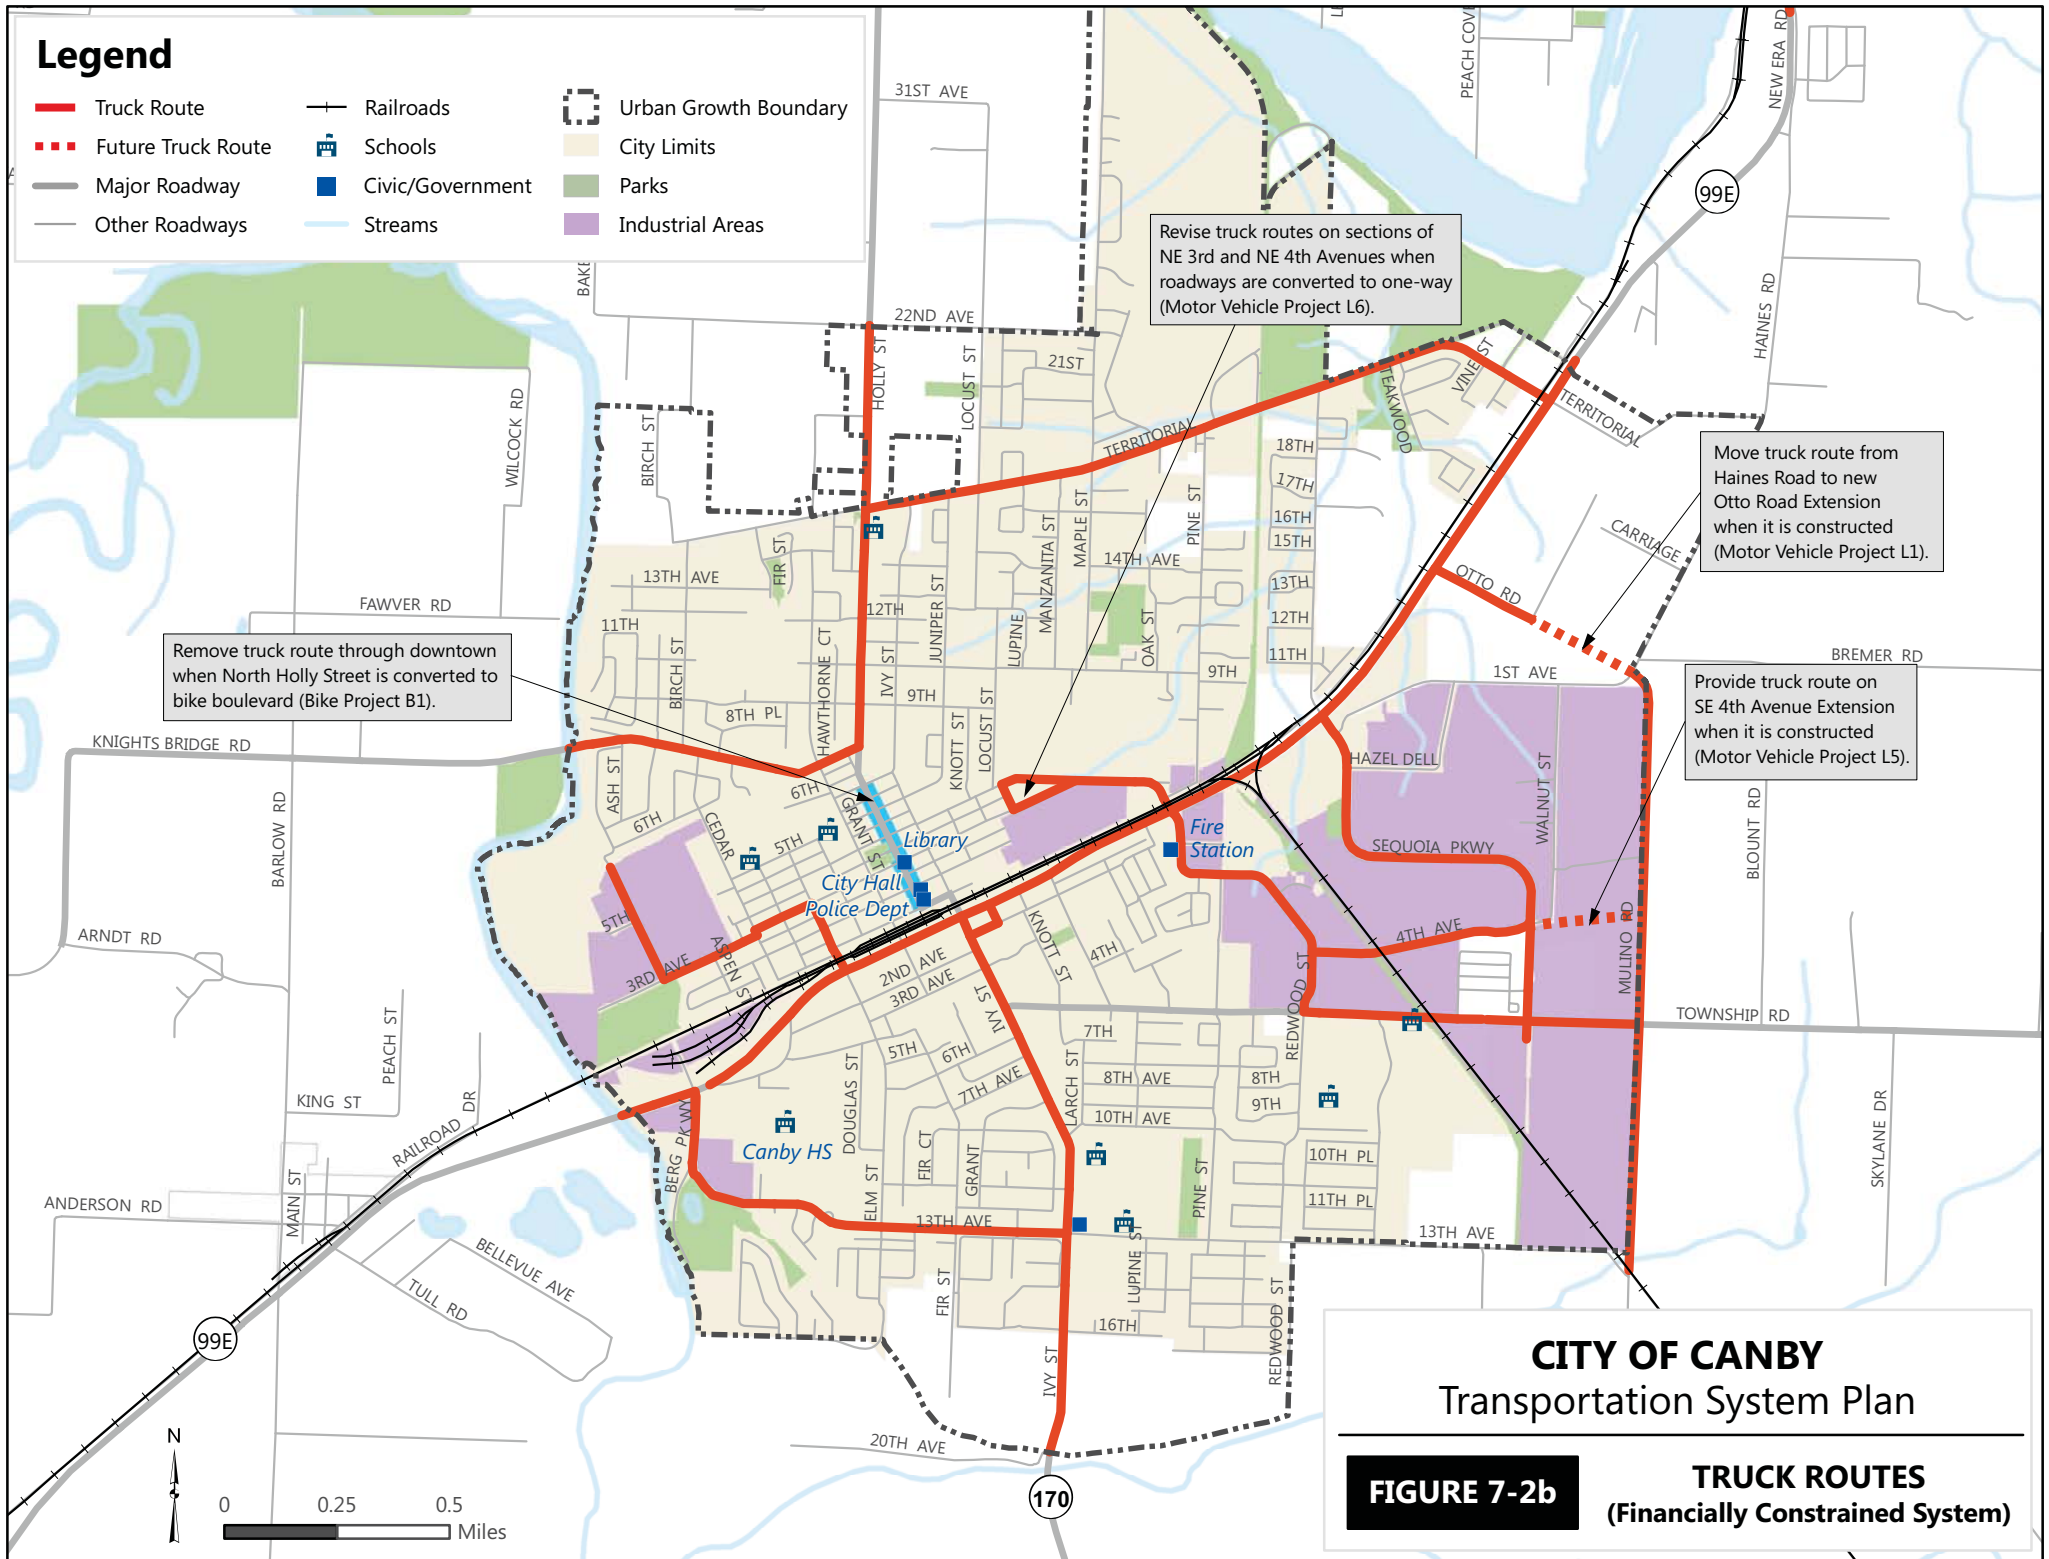 Legend
Truck Route
Future Truck Route
Major Roadway
Other Roadways
Railroads
Schools
Civic/Government
Streams
Urban Growth Boundary
City Limits
Parks
Industrial Areas
31ST AVE
PEACH COV
NEW ERA RD
99E
Revise truck routes on sections of
NE 3rd and NE 4th Avenues when
roadways are converted to one-way
(Motor Vehicle Project L6).
BAKE
22ND AVE
HAINES RD
HOLLY ST
LOCUST ST
21ST
VINE ST
TEAKWOOD
TERRITORIAL
TERRITORIAL
WILCOCK RD
BIRCH ST
18TH
17TH
16TH
15TH
13TH
12TH
11TH
Move truck route from
Haines Road to new
Otto Road Extension
when it is constructed
(Motor Vehicle Project L1).
CARRIAGE
OTTO RD
PINE ST
MAPLE ST
MANZANITA ST
14TH AVE
FIR ST
13TH AVE
JUNIPER ST
12TH
LUPINE
OAK ST
FAWVER RD
11TH
BIRCH ST
HAWTHORNE CT
IVY ST
9TH
9TH
1ST AVE
BREMER RD
Remove truck route through downtown
when North Holly Street is converted to
bike boulevard (Bike Project B1).
Provide truck route on
SE 4th Avenue Extension
when it is constructed
(Motor Vehicle Project L5).
8TH PL
KNOTT ST
LOCUST ST
KNIGHTS BRIDGE RD
ASH ST
6TH
6TH
GRANT ST
CEDAR
5TH
HAZEL DELL
WALNUT ST
BARLOW RD
BLOUNT RD
Library
Fire
Station
SEQUOIA PKWY
City Hall
Police Dept
5TH
ASPEN ST
3RD AVE
KNOTT ST
4TH
4TH AVE
ARNDT RD
2ND AVE
3RD AVE
IVY ST
REDWOOD ST
MULINO RD
TOWNSHIP RD
PEACH ST
7TH
5TH
6TH
7TH AVE
DOUGLAS ST
LARCH ST
8TH AVE
8TH
9TH
10TH AVE
KING ST
RAILROAD DR
BERG PKWY
Canby HS
FIR CT
GRANT
ELM ST
10TH PL
11TH PL
PINE ST
SKYLANE DR
ANDERSON RD
MAIN ST
13TH AVE
13TH AVE
LUPINE ST
BELLEVUE AVE
TULL RD
FIR ST
16TH
REDWOOD ST
99E
IVY ST
20TH AVE
170
N
0 0.25 0.5
Miles
CITY OF CANBY
Transportation System Plan
FIGURE 7-2b
TRUCK ROUTES
(Financially Constrained System)